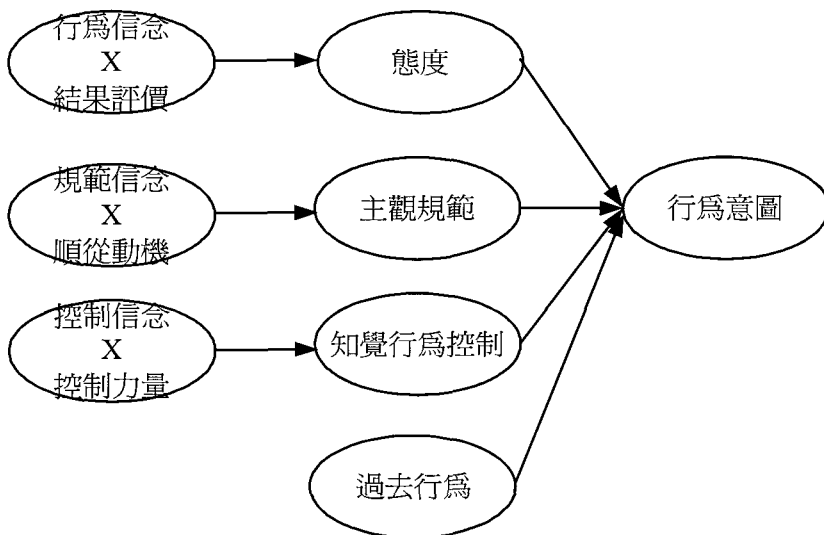 行爲信念
X
結果評價
態度
規範信念
X
順從動機
主觀規範
行爲意圖
控制信念
X
控制力量
知覺行爲控制
過去行爲